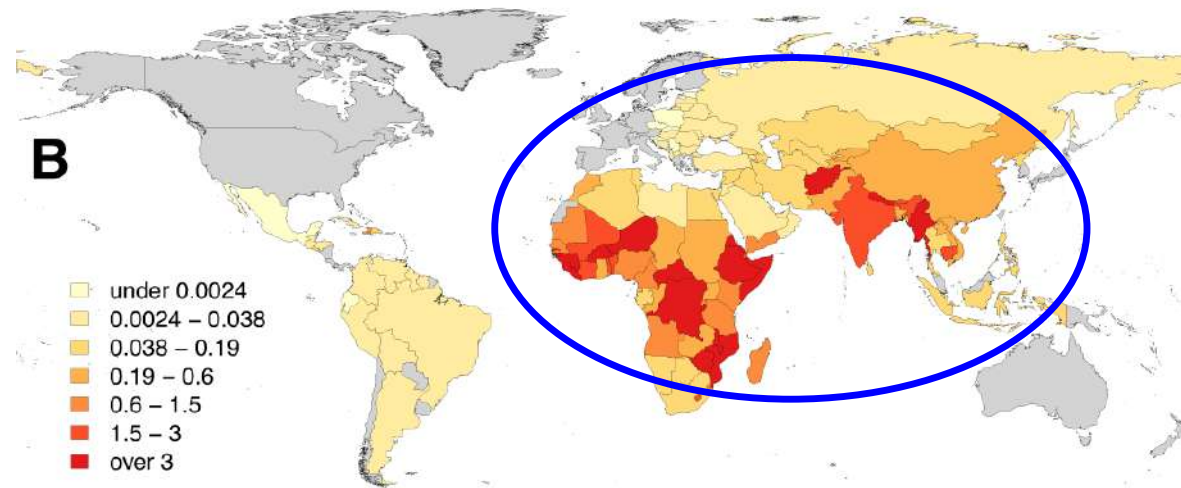 B
under 0.0024
0.0024 – 0.038
0.038 – 0.19
0.19 – 0.6
0.6 – 1.5
1.5 – 3
over 3